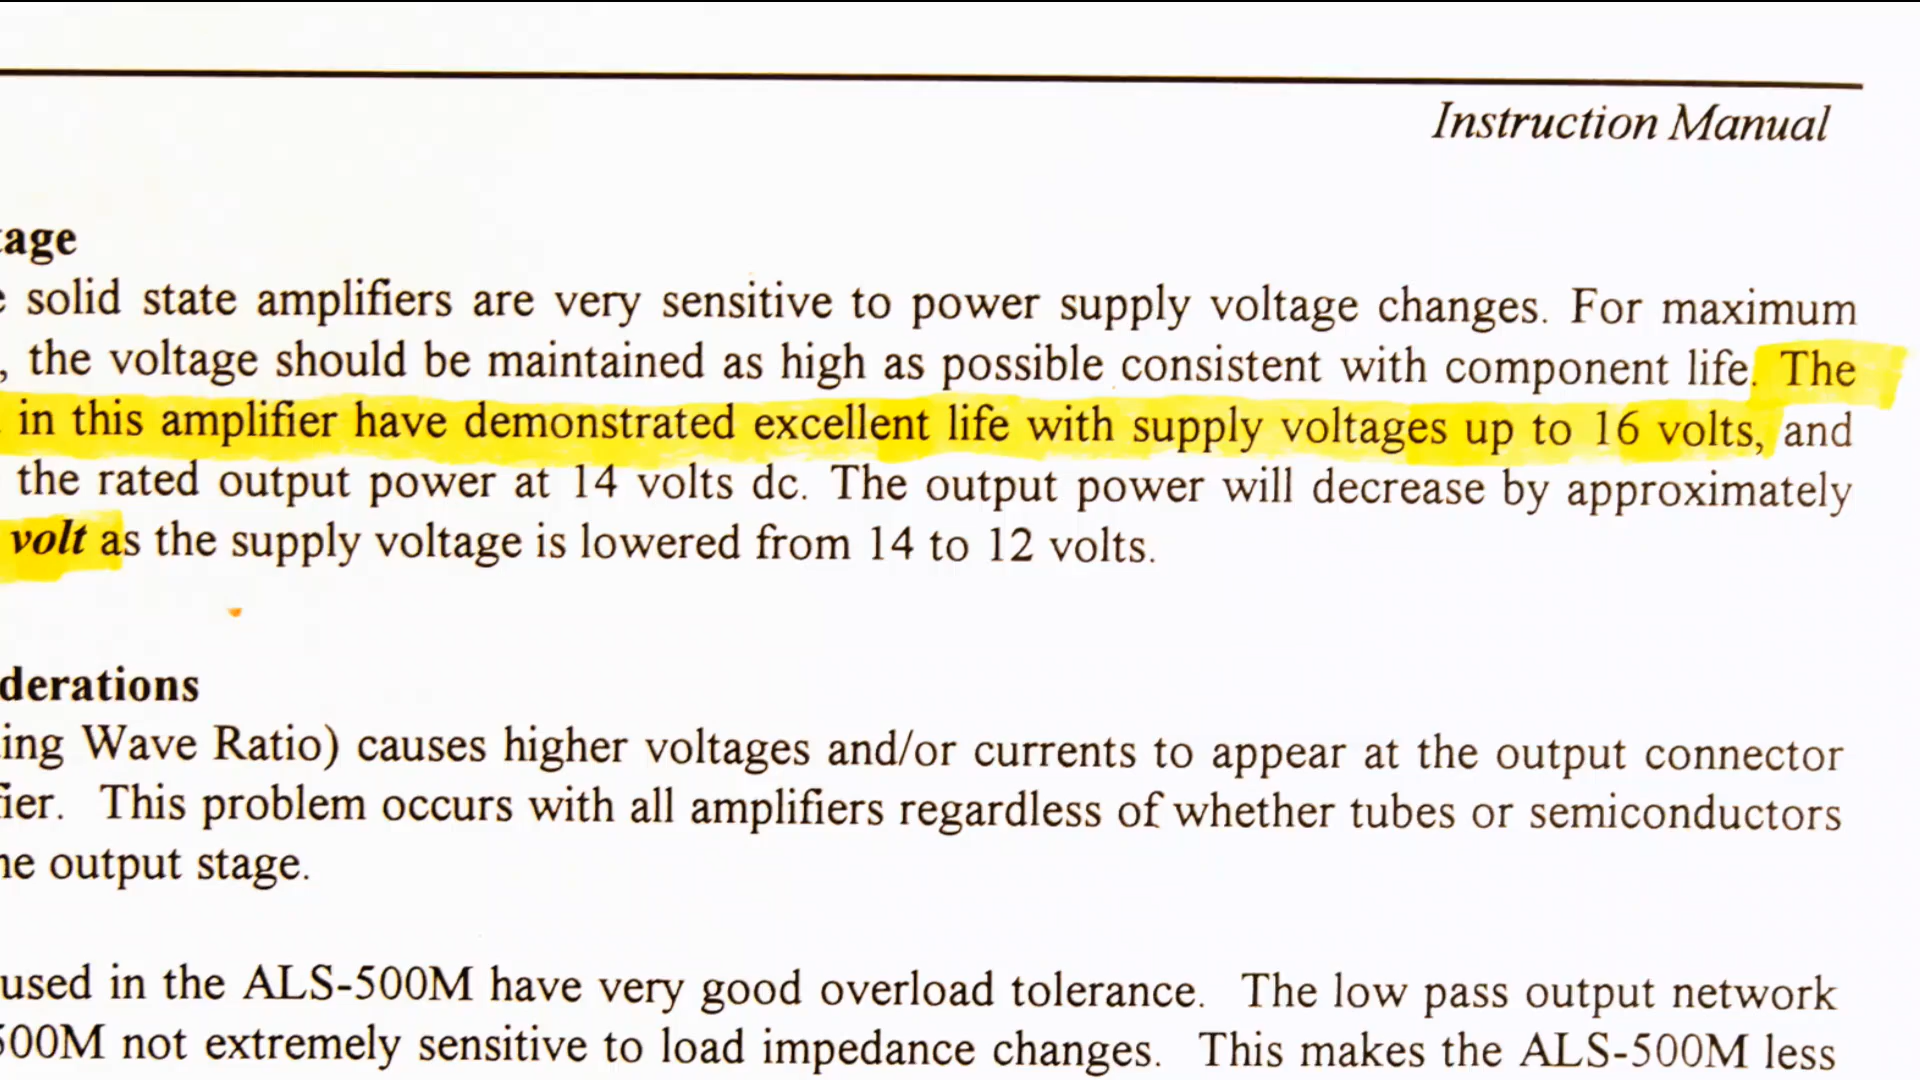 Instruction Manual
tage
solid state amplifiers are very sensitive to power supply voltage changes. For maximum
, the voltage should be maintained as high as possible consistent with component life. The
in this amplifier have demonstrated excellent life with supply voltages up to 16 volts, and
the rated output power at 14 volts dc. The output power will decrease by approximately
volt as the supply voltage is lowered from 14 to 12 volts.
derations
ing Wave Ratio) causes higher voltages and/or currents to appear at the output connector
fier. This problem occurs with all amplifiers regardless of whether tubes or semiconductors
he output stage.
used in the ALS-500M have very good overload tolerance. The low pass output network
500M not extremely sensitive to load impedance changes. This makes the ALS-500M less